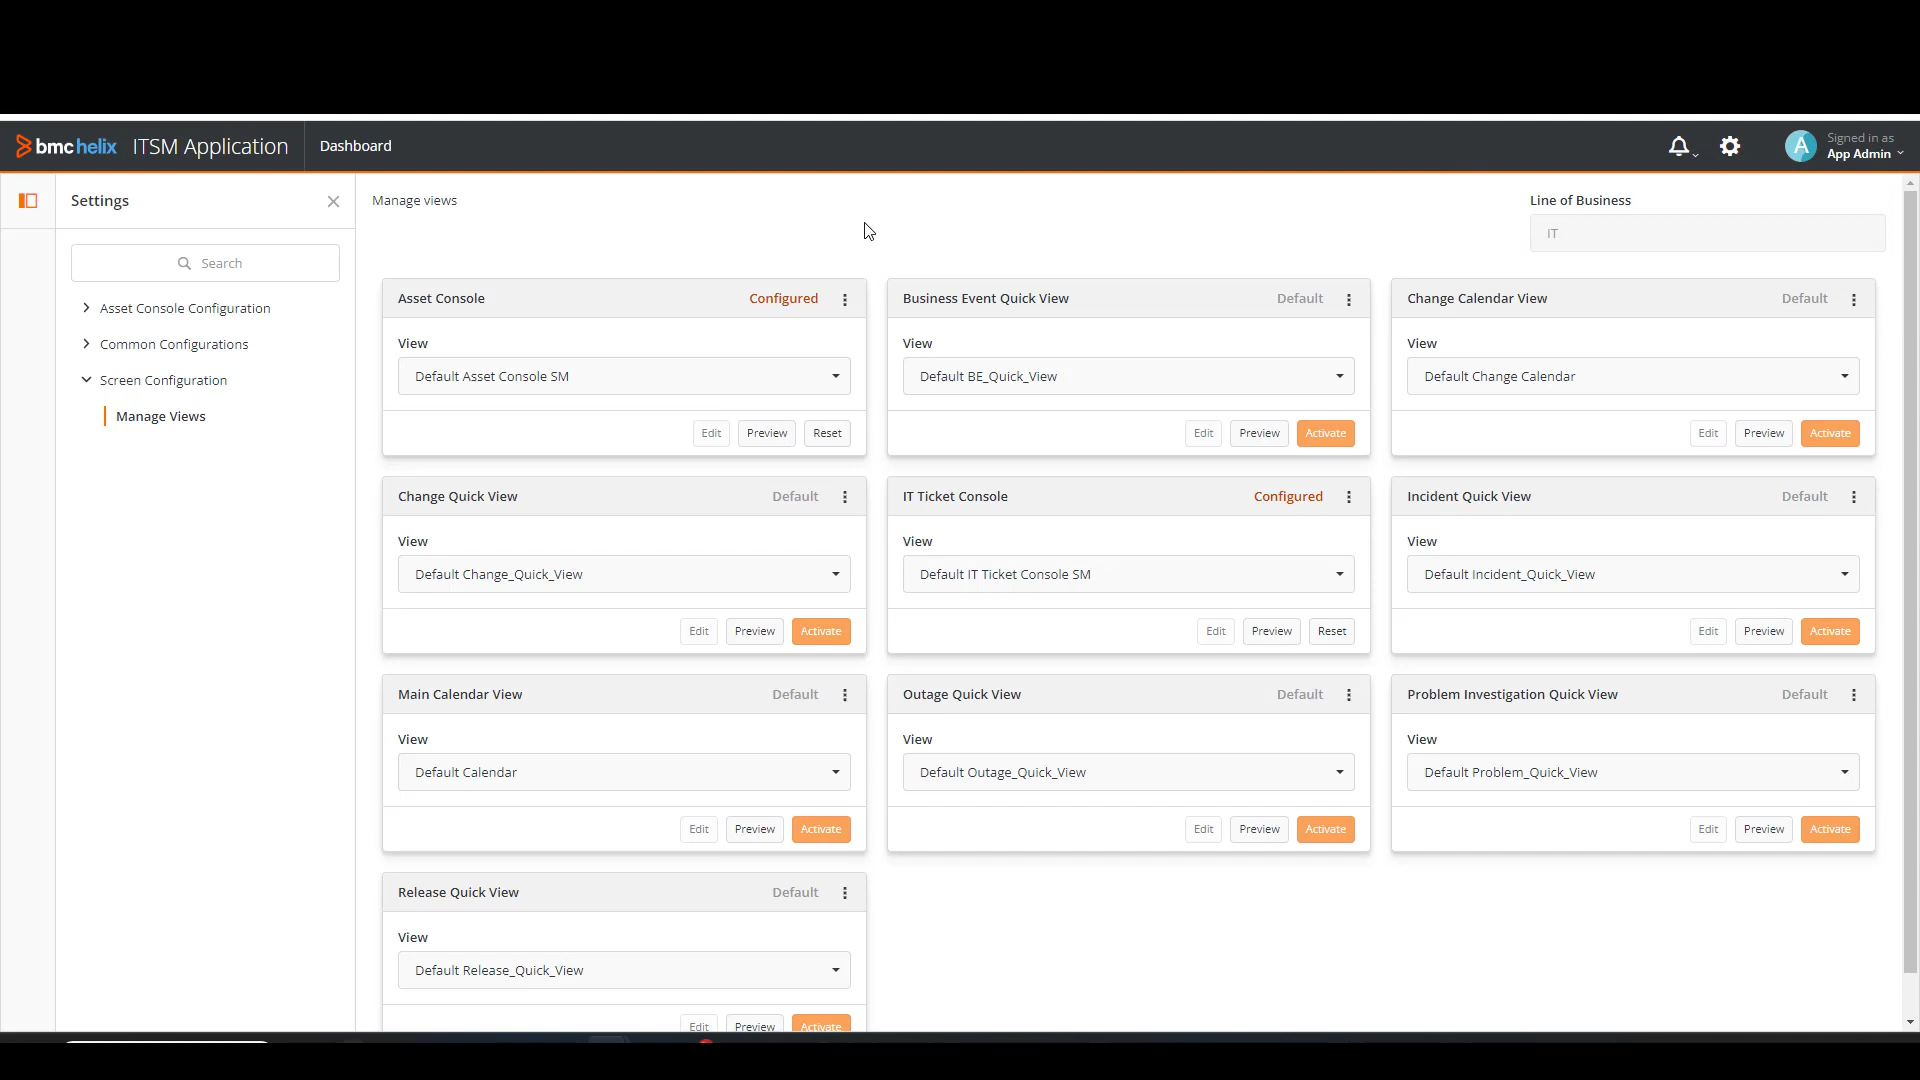 bmchelix ITSM Application
Dashboard
A
Signed in as
App Admin
Settings
Search
Asset Console Configuration
Common Configurations
Screen Configuration
Manage Views
Manage views
Line of Business
IT
Asset Console Configured
View
Default Asset Console SM
Edit Preview Reset
Business Event Quick View Default
View
Default BE_Quick_View
Edit Preview Activate
Change Calendar View Default
View
Default Change Calendar
Edit Preview Activate
Change Quick View Default
View
Default Change_Quick_View
Edit Preview Activate
IT Ticket Console Configured
View
Default IT Ticket Console SM
Edit Preview Reset
Incident Quick View Default
View
Default Incident_Quick_View
Edit Preview Activate
Main Calendar View Default
View
Default Calendar
Edit Preview Activate
Outage Quick View Default
View
Default Outage_Quick_View
Edit Preview Activate
Problem Investigation Quick View Default
View
Default Problem_Quick_View
Edit Preview Activate
Release Quick View Default
View
Default Release_Quick_View
Edit Preview Activate